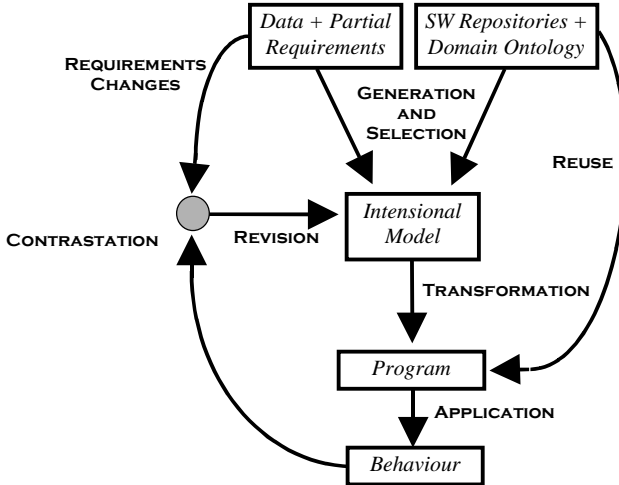 Data + Partial
Requirements
SW Repositories +
Domain Ontology
REQUIREMENTS
CHANGES
GENERATION
AND
SELECTION
REUSE
Intensional
Model
CONTRASTATION
REVISION
TRANSFORMATION
Program
APPLICATION
Behaviour